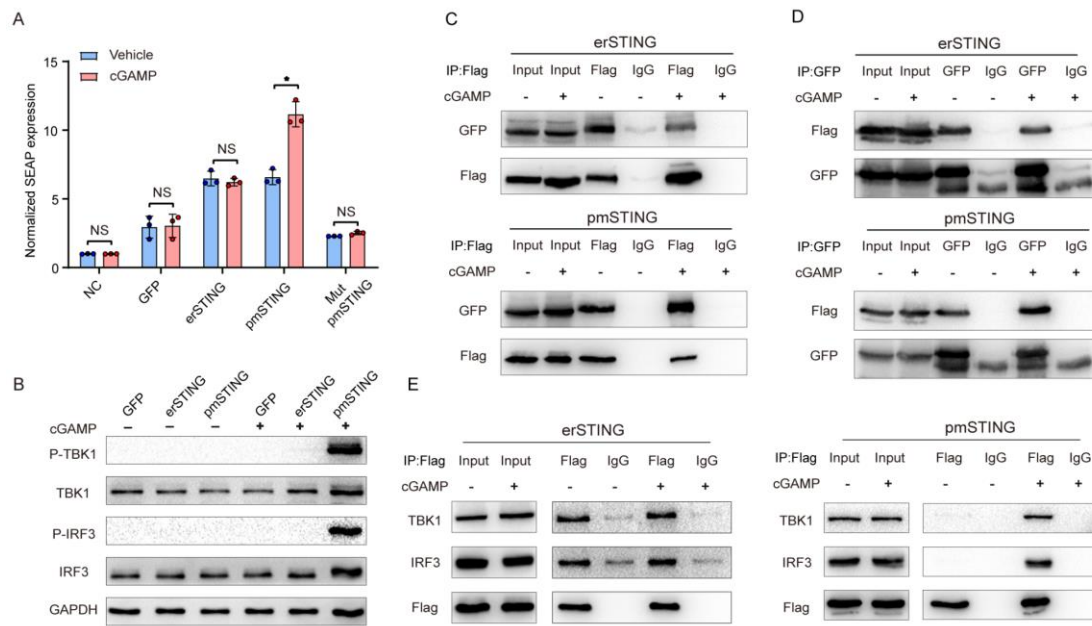 A
Vehicle
cGAMP
Normalized SEAP expression
15
10
5
0
NS
NS
NS
*
NS
NC
GFP
erSTING
pmSTING
Mut
pmSTING
B
GFP erSTING pmSTING GFP erSTING pmSTING
cGAMP − − − + + +
P-TBK1
TBK1
P-IRF3
IRF3
GAPDH
C
erSTING
IP:Flag Input Input Flag IgG Flag IgG
cGAMP - + - - + +
GFP
Flag
pmSTING
IP:Flag Input Input Flag IgG Flag IgG
cGAMP - + - - + +
GFP
Flag
D
erSTING
IP:GFP Input Input GFP IgG GFP IgG
cGAMP - + - - + +
Flag
GFP
pmSTING
IP:GFP Input Input GFP IgG GFP IgG
cGAMP - + - - + +
Flag
GFP
E
erSTING
IP:Flag Input Input Flag IgG Flag IgG
cGAMP - + - - + +
TBK1
IRF3
Flag
pmSTING
IP:Flag Input Input Flag IgG Flag IgG
cGAMP - + - - + +
TBK1
IRF3
Flag